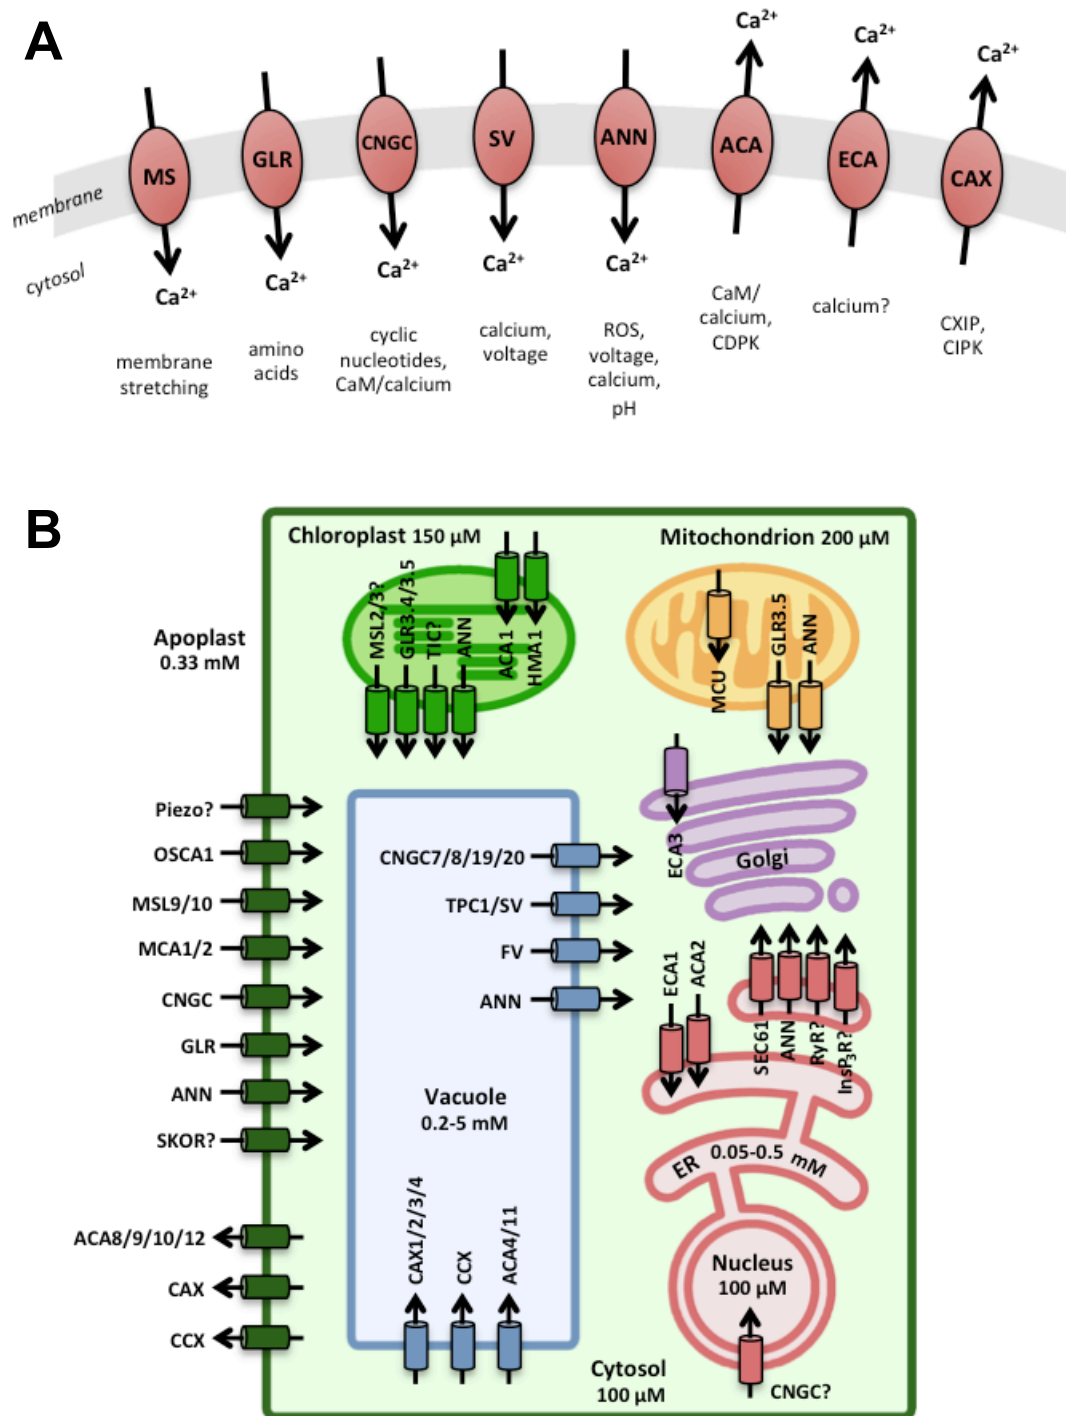 A
Ca2+
Ca2+
Ca2+
MS
GLR
CNGC
SV
ANN
ACA
ECA
CAX
membrane
cytosol
Ca2+
Ca2+
Ca2+
Ca2+
Ca2+
membrane
stretching
amino
acids
cyclic
nucleotides,
CaM/calcium
calcium,
voltage
ROS,
voltage,
calcium,
pH
CaM/
calcium,
CDPK
calcium?
CXIP,
CIPK
B
Chloroplast 150 µM
Mitochondrion 200 µM
MSL2/3?
GLR3.4/3.5
TIC?
ANN
ACA1
HMA1
MCU
GLR3.5
ANN
Apoplast
0.33 mM
Piezo?
OSCA1
MSL9/10
MCA1/2
CNGC
GLR
ANN
SKOR?
ACA8/9/10/12
CAX
CCX
CNGC7/8/19/20
TPC1/SV
FV
ANN
Vacuole
0.2-5 mM
CAX1/2/3/4
CCX
ACA4/11
ECA3
Golgi
ECA1
ACA2
SEC61
ANN
RyR?
InsP3R?
ER 0.05-0.5 mM
Nucleus
100 µM
CNGC?
Cytosol
100 µM